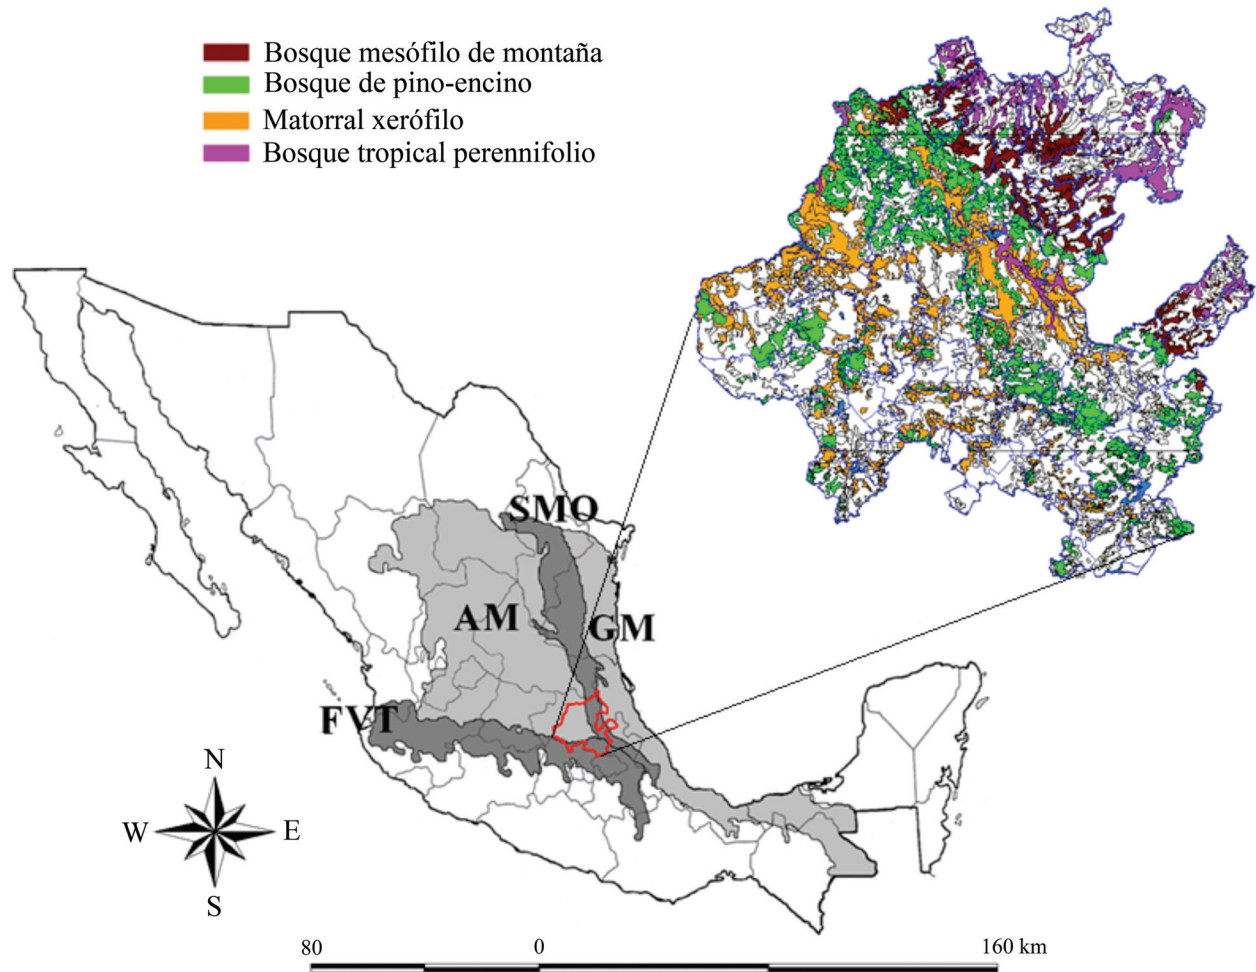 Bosque mesófilo de montaña
Bosque de pino-encino
Matorral xerófilo
Bosque tropical perennifolio
SMO
AM
GM
FVT
N
W
E
S
80
0
160 km